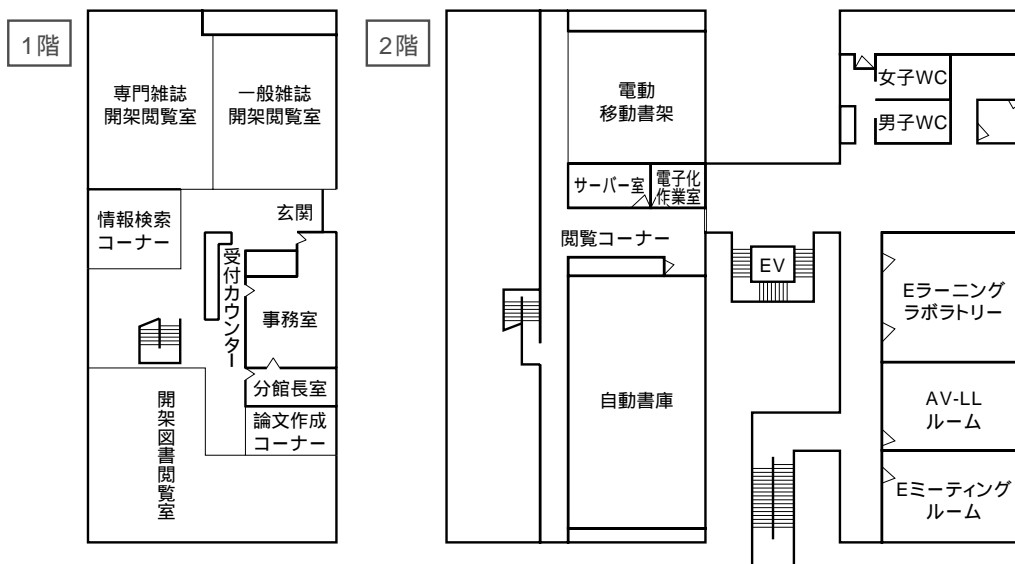 1階
専門雑誌
開架閲覧室
一般雑誌
開架閲覧室
情報検索
コーナー
玄関
受付カウンター
事務室
分館長室
論文作成
コーナー
開架図書閲覧室
2階
電動
移動書架
サーバー室
電子化
作業室
閲覧コーナー
自動書庫
EV
女子WC
男子WC
Eラーニング
ラボラトリー
AV-LL
ルーム
Eミーティング
ルーム